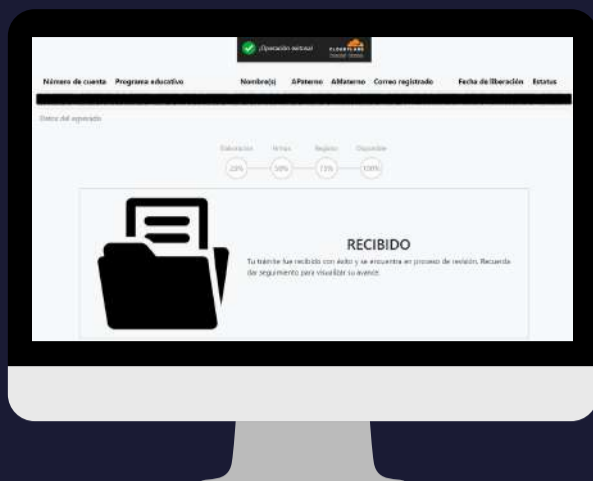 ¡Operación exitosa!
CLOUDFLARE
Número de cuenta Programa educativo Nombre(s) APaterno AMaterno Correo registrado Fecha de liberación Estatus
Datos del egresado
Elaboración Firmas Registro Disponible
25% 50% 75% 100%
RECIBIDO
Tu trámite fue recibido con éxito y se encuentra en proceso de revisión. Recuerda
dar seguimiento para visualizar su avance.